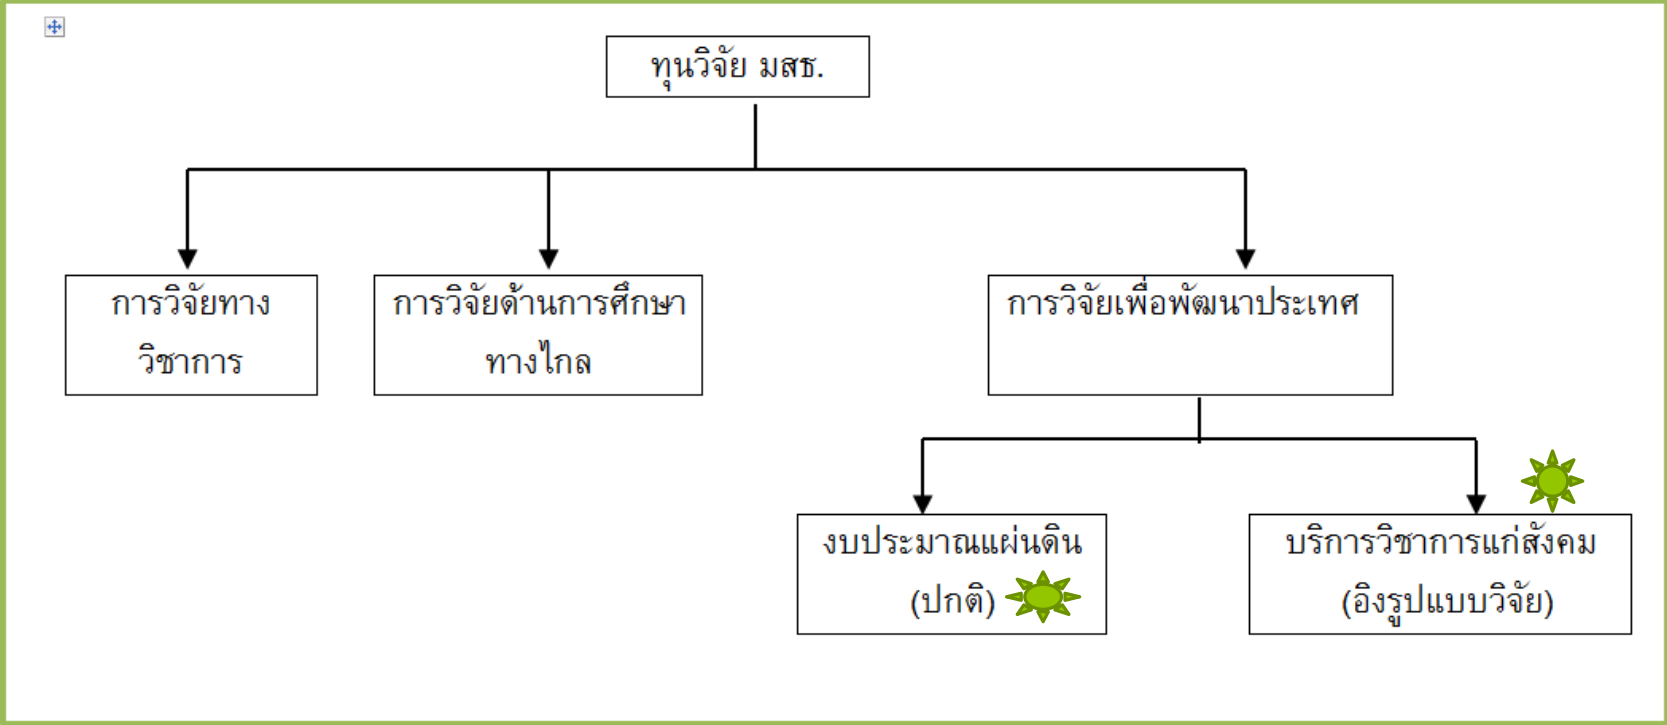 ทุนวิจัย มสธ.
การวิจัยทาง
วิชาการ
การวิจัยด้านการศึกษา
ทางไกล
การวิจัยเพื่อพัฒนาประเทศ
งบประมาณแผ่นดิน
(ปกติ)
บริการวิชาการแก่สังคม
(อิงรูปแบบวิจัย)